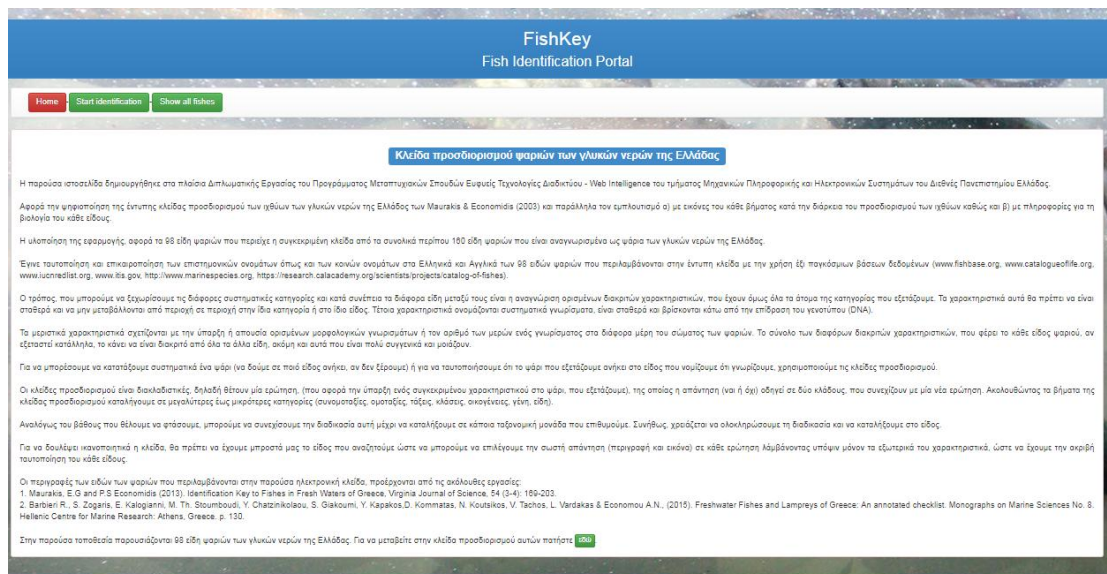 FishKey
Fish Identification Portal
Home
Start identification
Show all fishes
Κλείδα προσδιορισμού ψαριών των γλυκών νερών της Ελλάδας
Η παρούσα ιστοσελίδα δημιουργήθηκε στα πλαίσια Διπλωματικής Εργασίας του Προγράμματος Μεταπτυχιακών Σπουδών Ευφυείς Τεχνολογίες Διαδικτύου - Web Intelligence του τμήματος Μηχανικών Πληροφορικής και Ηλεκτρονικών Συστημάτων του Διεθνές Πανεπιστημίου Ελλάδας.
Αφορά την ψηφιοποίηση της έντυπης κλείδας προσδιορισμού των ιχθύων των γλυκών νερών της Ελλάδος των Maurakis & Economidis (2003) και παράλληλα τον εμπλουτισμό α) με εικόνες του κάθε βήματος κατά την διάρκεια του προσδιορισμού των ιχθύων καθώς και β) με πληροφορίες για τη
βιολογία του κάθε είδους.
Η υλοποίηση της εφαρμογής, αφορά τα 98 είδη ψαριών που περιείχε η συγκεκριμένη κλείδα από τα συνολικά περίπου 160 είδη ψαριών που είναι αναγνωρισμένα ως ψάρια των γλυκών νερών της Ελλάδας.
Έγινε ταυτοποίηση και επικαιροποίηση των επιστημονικών ονομάτων όπως και των κοινών ονομάτων στα Ελληνικά και Αγγλικά των 98 ειδών ψαριών που περιλαμβάνονται στην έντυπη κλείδα με την χρήση έξι παγκόσμιων βάσεων δεδομένων (www.fishbase.org, www.catalogueoflife.org,
www.iucnredlist.org, www.itis.gov, http://www.marinespecies.org, https://research.calacademy.org/scientists/projects/catalog-of-fishes).
Ο τρόπος, που μπορούμε να ξεχωρίσουμε τις διάφορες συστηματικές κατηγορίες και κατά συνέπεια τα διάφορα είδη μεταξύ τους είναι η αναγνώριση ορισμένων διακριτών χαρακτηριστικών, που έχουν όμως όλα τα άτομα της κατηγορίας που εξετάζουμε. Τα χαρακτηριστικά αυτά θα πρέπει να είναι
σταθερά και να μην μεταβάλλονται από περιοχή σε περιοχή στην ίδια κατηγορία ή στο ίδιο είδος. Τέτοια χαρακτηριστικά ονομάζονται συστηματικά γνωρίσματα, είναι σταθερά και βρίσκονται κάτω από την επίδραση του γενοτύπου (DNA).
Τα μεριστικά χαρακτηριστικά σχετίζονται με την ύπαρξη ή απουσία ορισμένων μορφολογικών γνωρισμάτων ή τον αριθμό των μερών ενός γνωρίσματος στα διάφορα μέρη του σώματος των ψαριών. Το σύνολο των διαφόρων διακριτών χαρακτηριστικών, που φέρει το κάθε είδος ψαριού, αν
εξεταστεί κατάλληλα, το κάνει να είναι διακριτό από όλα τα άλλα είδη, ακόμη και αυτά που είναι πολύ συγγενικά και μοιάζουν.
Για να μπορέσουμε να κατατάξουμε συστηματικά ένα ψάρι (να δούμε σε ποιό είδος ανήκει, αν δεν ξέρουμε) ή για να ταυτοποιήσουμε ότι το ψάρι που εξετάζουμε ανήκει στο είδος που νομίζουμε ότι γνωρίζουμε, χρησιμοποιούμε τις κλείδες προσδιορισμού.
Οι κλείδες προσδιορισμού είναι διακλαδιστικές, δηλαδή θέτουν μία ερώτηση, (που αφορά την ύπαρξη ενός συγκεκριμένου χαρακτηριστικού στο ψάρι, που εξετάζουμε), της οποίας η απάντηση (ναι ή όχι) οδηγεί σε δύο κλάδους, που συνεχίζουν με μία νέα ερώτηση. Ακολουθώντας τα βήματα της
κλείδας προσδιορισμού καταλήγουμε σε μεγαλύτερες έως μικρότερες κατηγορίες (συνομοταξίες, ομοταξίες, τάξεις, κλάσεις, οικογένειες, γένη, είδη).
Αναλόγως του βάθους που θέλουμε να φτάσουμε, μπορούμε να συνεχίσουμε την διαδικασία αυτή μέχρι να καταλήξουμε σε κάποια ταξονομική μονάδα που επιθυμούμε. Συνήθως, χρειάζεται να ολοκληρώσουμε τη διαδικασία και να καταλήξουμε στο είδος.
Για να δουλέψει ικανοποιητικά η κλείδα, θα πρέπει να έχουμε μπροστά μας το είδος που αναζητούμε ώστε να μπορούμε να επιλέγουμε την σωστή απάντηση (περιγραφή και εικόνα) σε κάθε ερώτηση λάμβάνοντας υπόψιν μόνον τα εξωτερικά του χαρακτηριστικά, ώστε να έχουμε την ακριβή
ταυτοποίηση του κάθε είδους.
Οι περιγραφές των ειδών των ψαριών που περιλαμβάνονται στην παρούσα ηλεκτρονική κλείδα, προέρχονται από τις ακόλουθες εργασίες:
1. Maurakis, E.G and P.S Economidis (2013). Identification Key to Fishes in Fresh Waters of Greece, Virginia Journal of Science, 54 (3-4): 169-203.
2. Barbieri R., S. Zogaris, E. Kalogianni, M. Th. Stoumboudi, Y. Chatzinikolaou, S. Giakoumi, Y. Kapakos,D. Kommatas, N. Koutsikos, V. Tachos, L. Vardakas & Economou A.N., (2015). Freshwater Fishes and Lampreys of Greece: An annotated checklist. Monographs on Marine Sciences No. 8.
Hellenic Centre for Marine Research: Athens, Greece. p. 130.
Στην παρούσα τοποθεσία παρουσιάζονται 98 είδη ψαριών των γλυκών νερών της Ελλάδας. Για να μεταβείτε στην κλείδα προσδιορισμού αυτών πατήστε εδώ